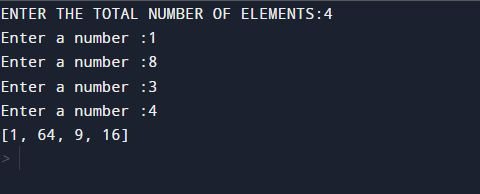 ENTER THE TOTAL NUMBER OF ELEMENTS:4
Enter a number :1
Enter a number :8
Enter a number :3
Enter a number :4
[1, 64, 9, 16]
>